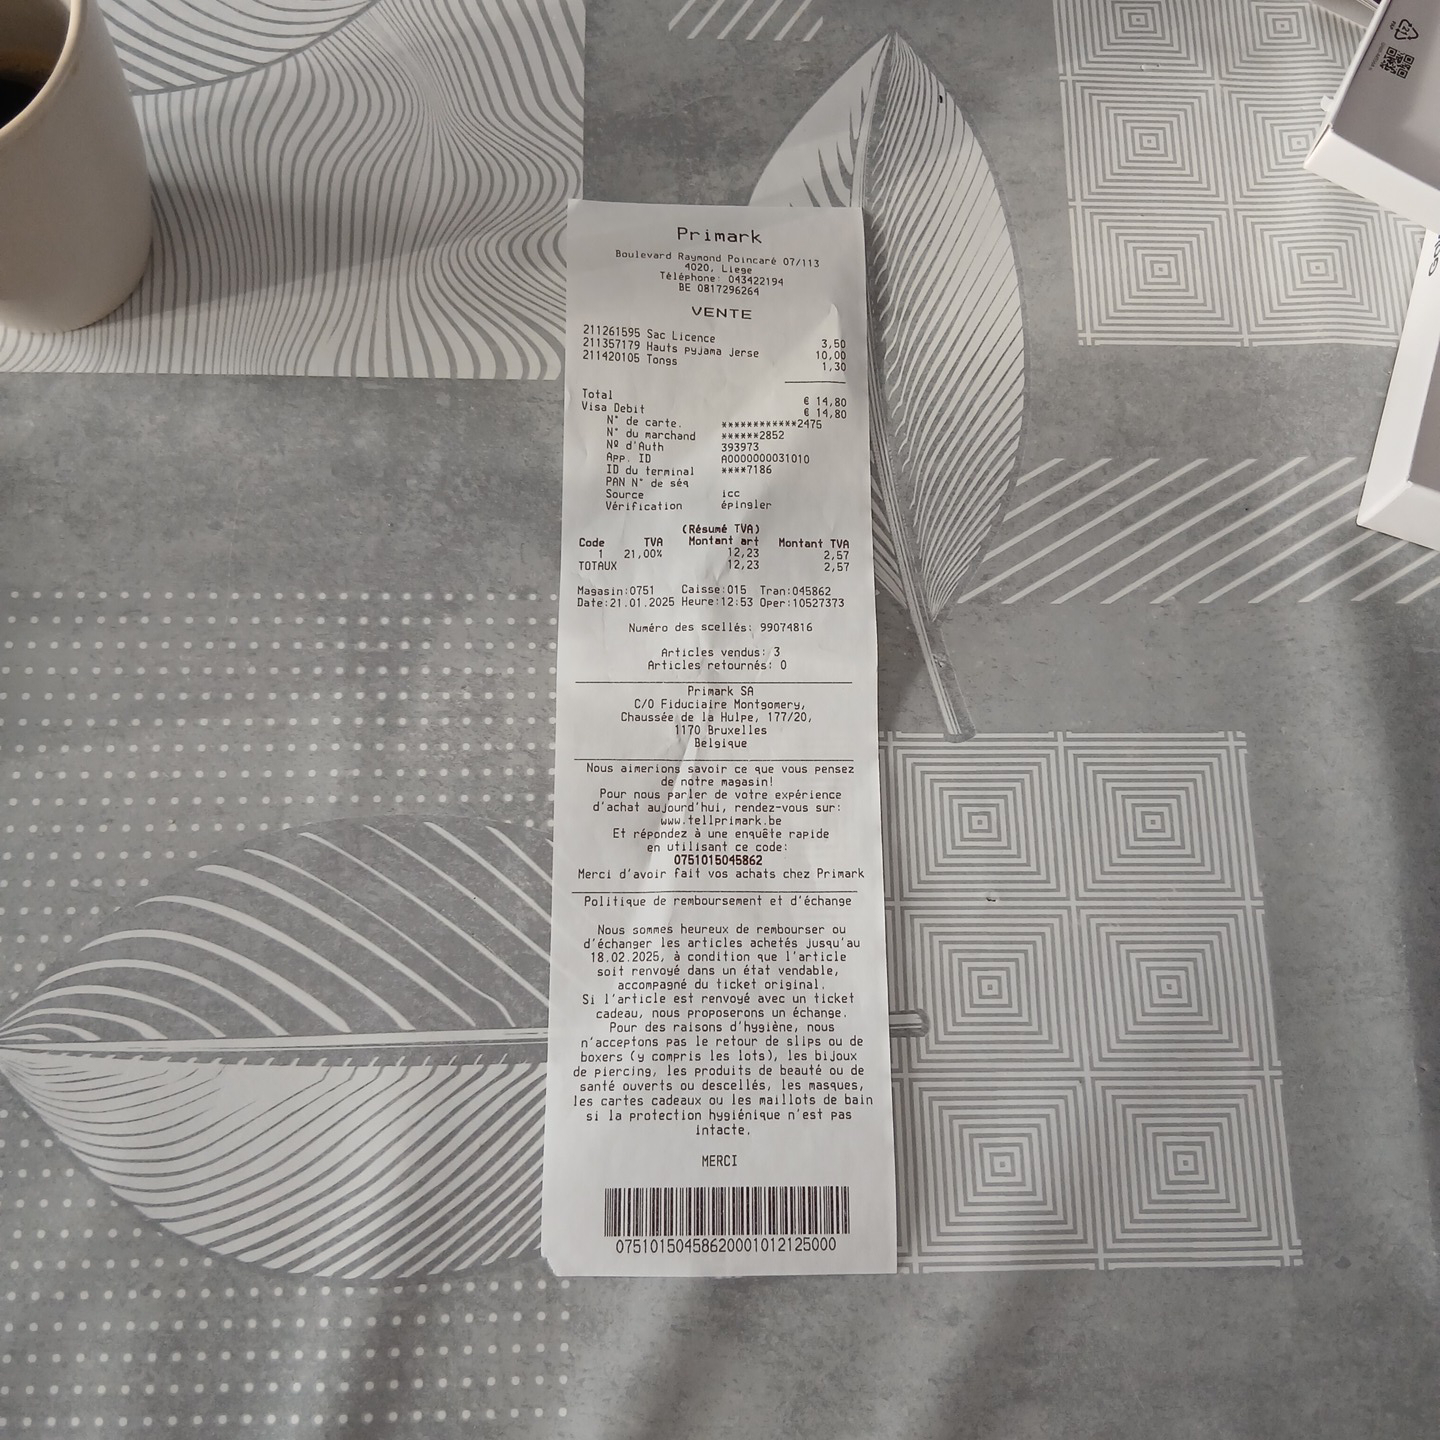 Primark
Boulevard Raymond Poincaré 07/113
4020, Liege
Téléphone: 043422194
BE 0817296264
VENTE
211261595 Sac Licence 3,50
211357179 Hauts pyjama Jerse 10,00
211420105 Tongs 1,30
Total € 14,80
Visa Debit € 14,80
N° de carte. ************2475
N° du marchand ******2852
Nº d'Auth 393973
App. ID A0000000031010
ID du terminal ****7186
PAN N° de séq
Source icc
Vérification épingler
(Résumé TVA)
Code TVA Montant art Montant TVA
1 21,00% 12,23 2,57
TOTAUX 12,23 2,57
Magasin:0751 Caisse:015 Tran:045862
Date:21.01.2025 Heure:12:53 Oper:10527373
Numéro des scellés: 99074816
Articles vendus: 3
Articles retournés: 0
Primark SA
C/O Fiduciaire Montgomery,
Chaussée de la Hulpe, 177/20,
1170 Bruxelles
Belgique
Nous aimerions savoir ce que vous pensez
de notre magasin!
Pour nous parler de votre expérience
d'achat aujourd'hui, rendez-vous sur:
www.tellprimark.be
Et répondez à une enquête rapide
en utilisant ce code:
0751015045862
Merci d'avoir fait vos achats chez Primark
Politique de remboursement et d'échange
Nous sommes heureux de rembourser ou
d'échanger les articles achetés jusqu'au
18.02.2025, à condition que l'article
soit renvoyé dans un état vendable,
accompagné du ticket original.
Si l'article est renvoyé avec un ticket
cadeau, nous proposerons un échange.
Pour des raisons d'hygiène, nous
n'acceptons pas le retour de slips ou de
boxers (y compris les lots), les bijoux
de piercing, les produits de beauté ou de
santé ouverts ou descellés, les masques,
les cartes cadeaux ou les maillots de bain
si la protection hygiénique n'est pas
intacte.
MERCI
07510150458620001012125000